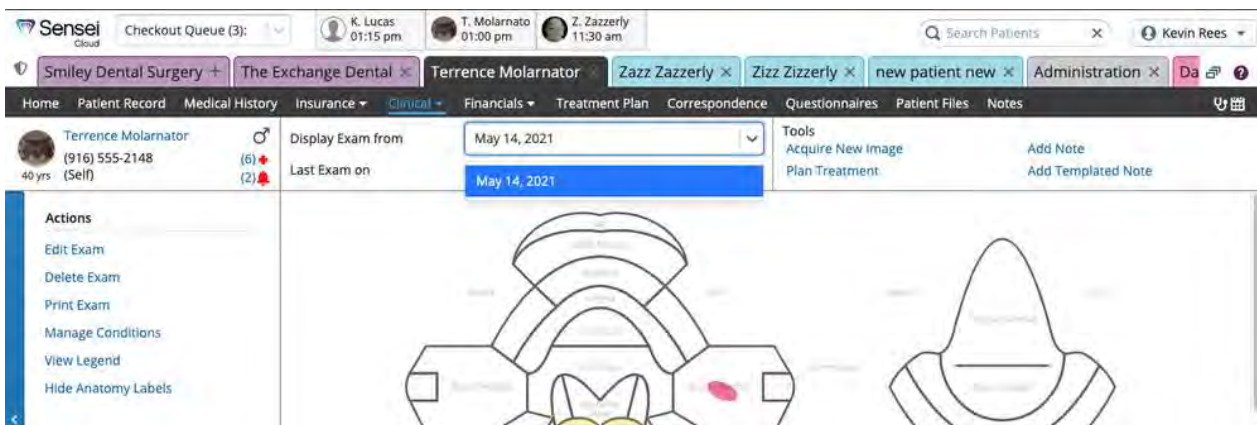 Sensei
Cloud
Checkout Queue (3):
K. Lucas
01:15 pm
T. Molarnato
01:00 pm
Z. Zazzerly
11:30 am
Search Patients
Kevin Rees
Smiley Dental Surgery
The Exchange Dental
Terrence Molarnator
Zazz Zazzerly
Zizz Zizzerly
new patient new
Administration
Da
Home Patient Record Medical History Insurance Clinical Financials Treatment Plan Correspondence Questionnaires Patient Files Notes
Terrence Molarnator
(916) 555-2148
(6)
40 yrs (Self)
(2)
Display Exam from
May 14, 2021
Last Exam on
May 14, 2021
Tools
Acquire New Image
Add Note
Plan Treatment
Add Templated Note
Actions
Edit Exam
Delete Exam
Print Exam
Manage Conditions
View Legend
Hide Anatomy Labels